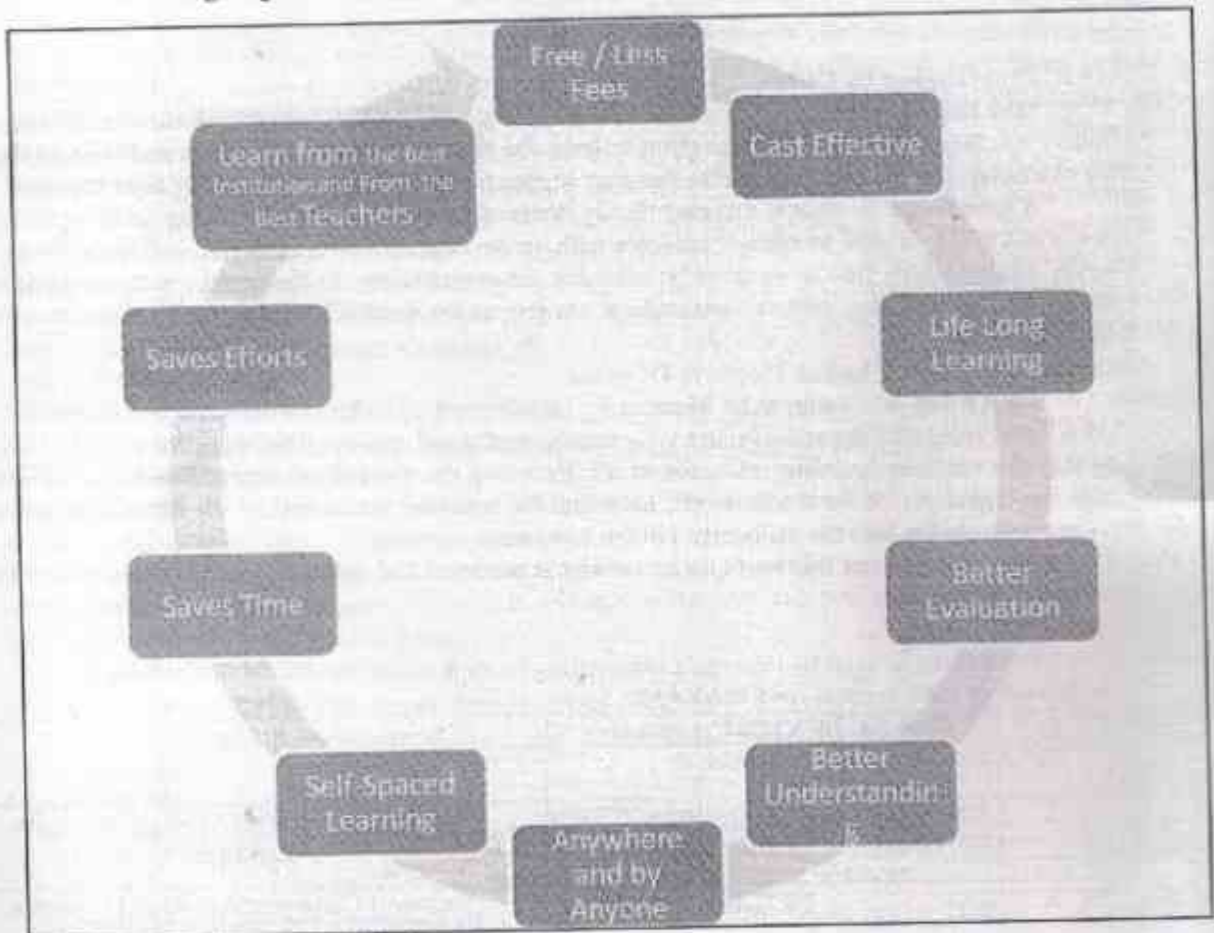 Free / Less
Fees
Cast Effective
Life Long
Learning
Better
Evaluation
Better
Understandin
g
Anywhere
and by
Anyone
Self-Spaced
Learning
Saves Time
Saves Efforts
Learn from the Best
Institution and From the
Best Teachers